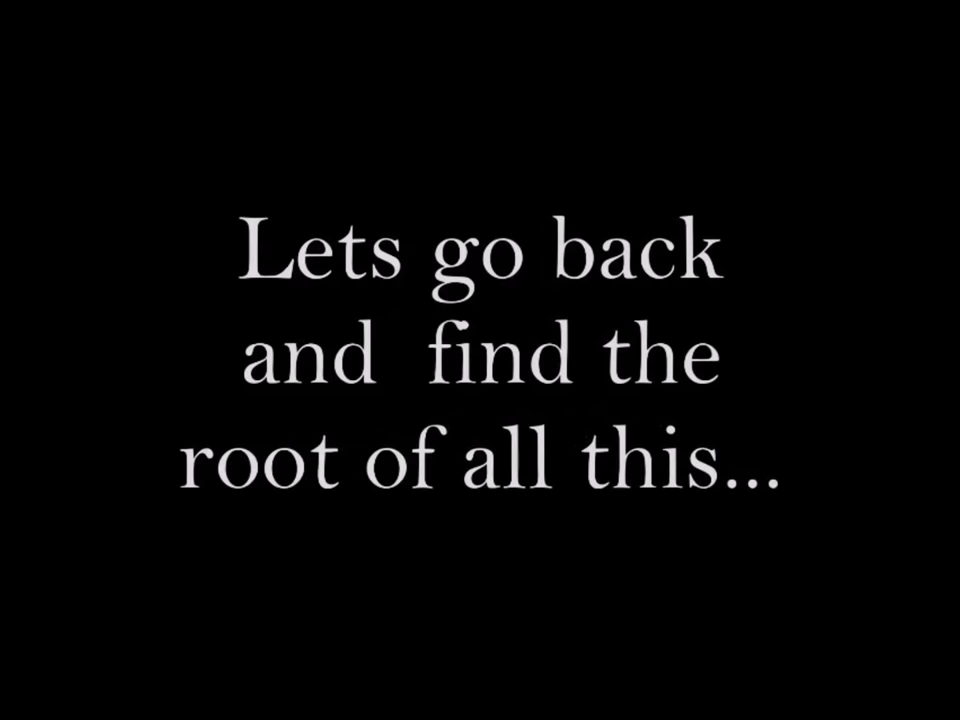 Lets go back
and  find the
root of all this...